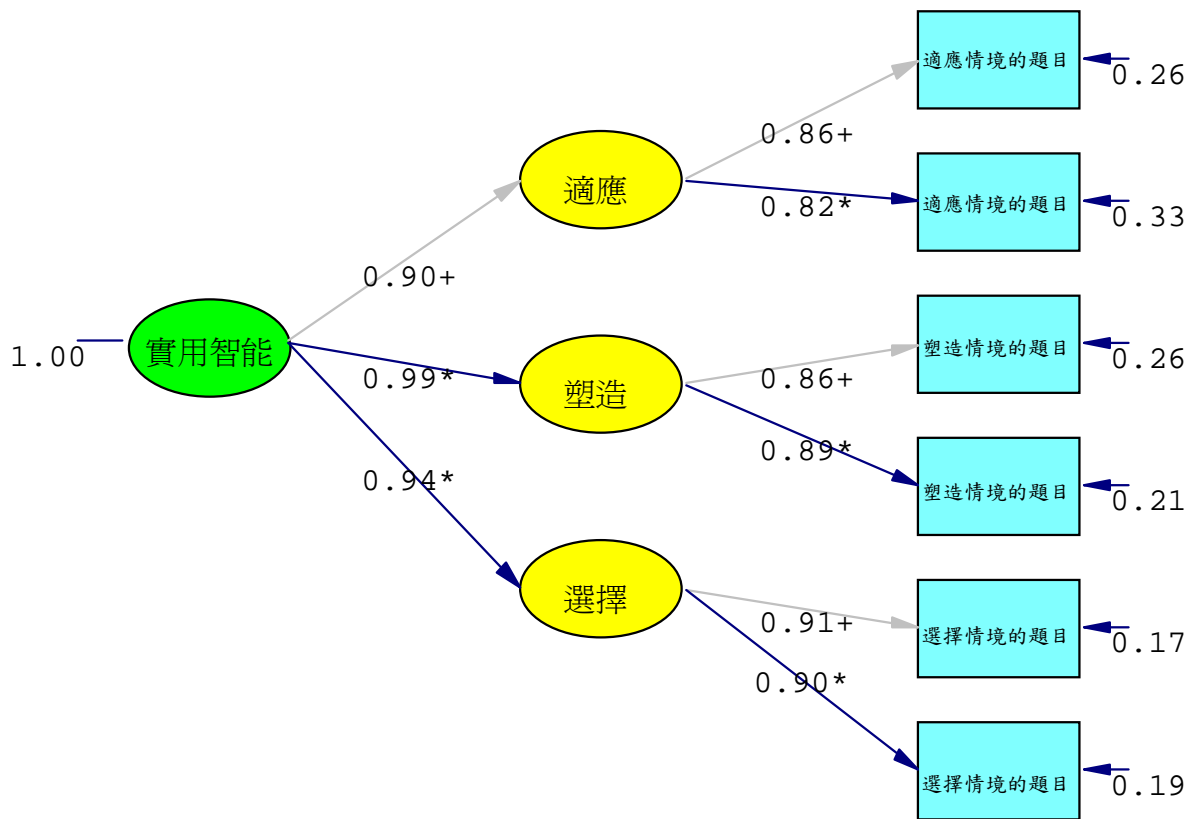 適應情境的題目
0.26
0.86+
適應
0.82*
適應情境的題目
0.33
0.90+
1.00
實用智能
0.99*
塑造
0.86+
塑造情境的題目
0.26
0.89*
0.94*
塑造情境的題目
0.21
選擇
0.91+
選擇情境的題目
0.17
0.90*
選擇情境的題目
0.19